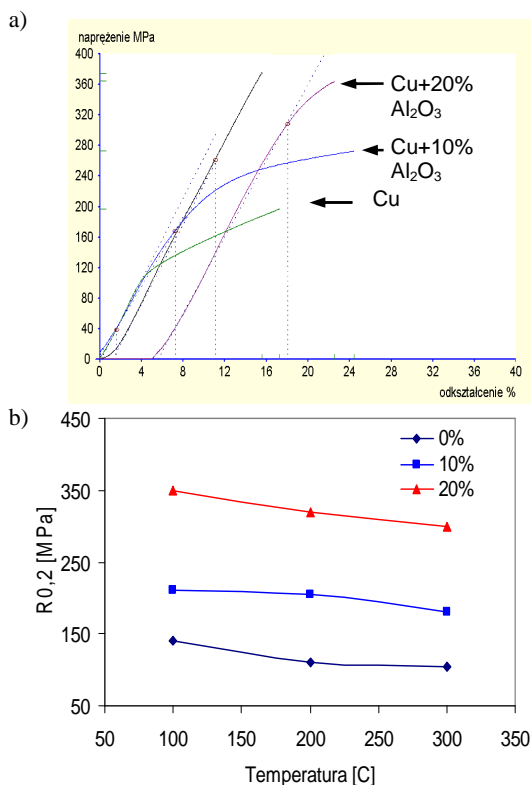 a)
naprężenie MPa
400
360
320
280
240
200
160
120
80
40
0
Cu+20%
Al2O3
Cu+10%
Al2O3
Cu
0 4 8 12 16 20 24 28 32 36 40
odkształcenie %
b)
450
350
250
150
50
R0,2 [MPa]
0%
10%
20%
50 100 150 200 250 300 350
Temperatura [C]